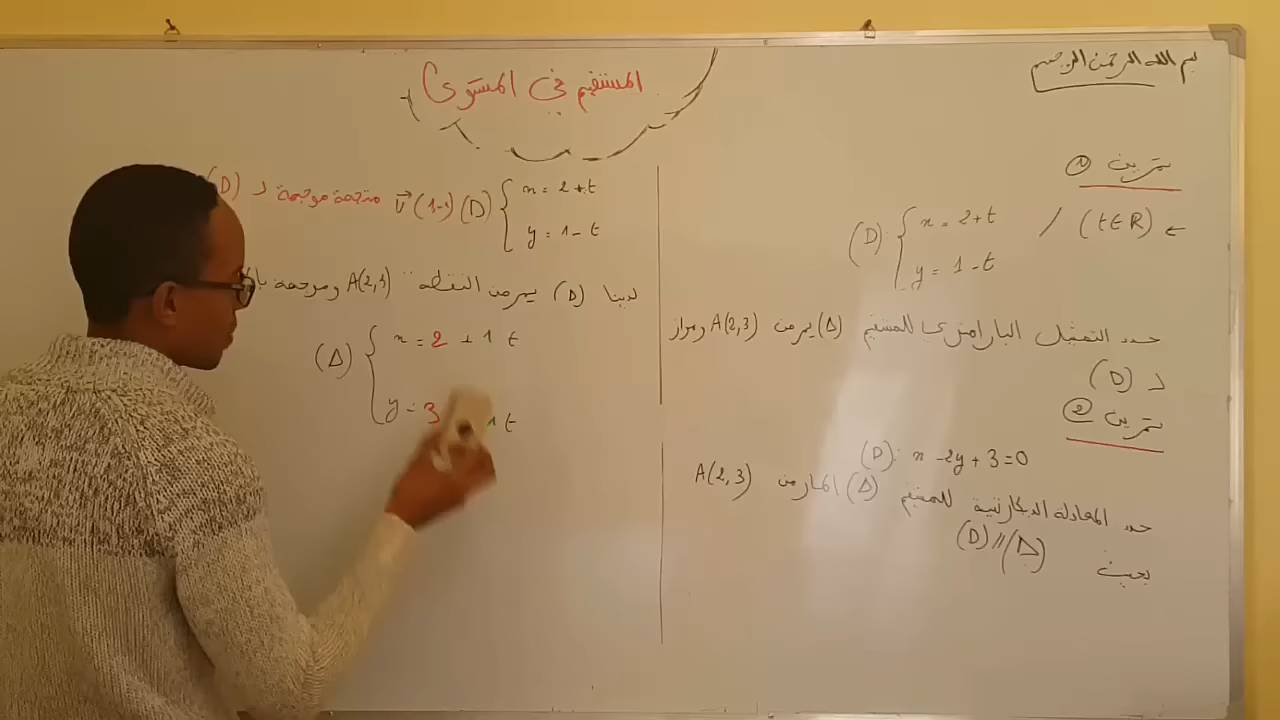 بسم الله الرحمن الرحيم
المستقيم في المستوى
تمرين ①
(D): { x = 2+t / (t∈R) ←
y = 1-t
حدد التمثيل البارامتري للمستقيم (Δ) يمر من A(2,3) ومواز
لـ (D)
تمرين ②
(D): x -2y + 3 = 0
حدد المعادلة الديكارتية للمستقيم (Δ) المار من A(2,3)
بحيث (Δ) // (D)
(D) { x = 2+t
y = 1-t
V(1-1) متجهة موجهة لـ (D)
لدينا (D) يمر من النقطة A(2,3) وموجهة
(Δ) { x = 2 + 1 t
y = 3 1 t